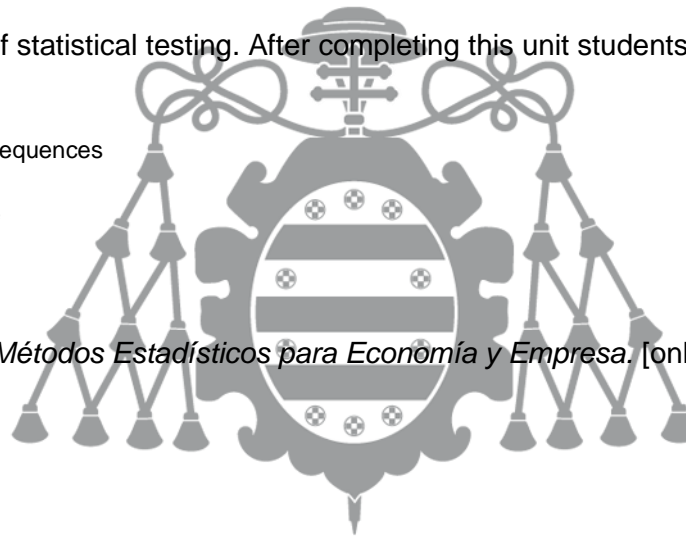 f statistical testing. After completing this unit students
equences
Métodos Estadísticos para Economía y Empresa. [onl